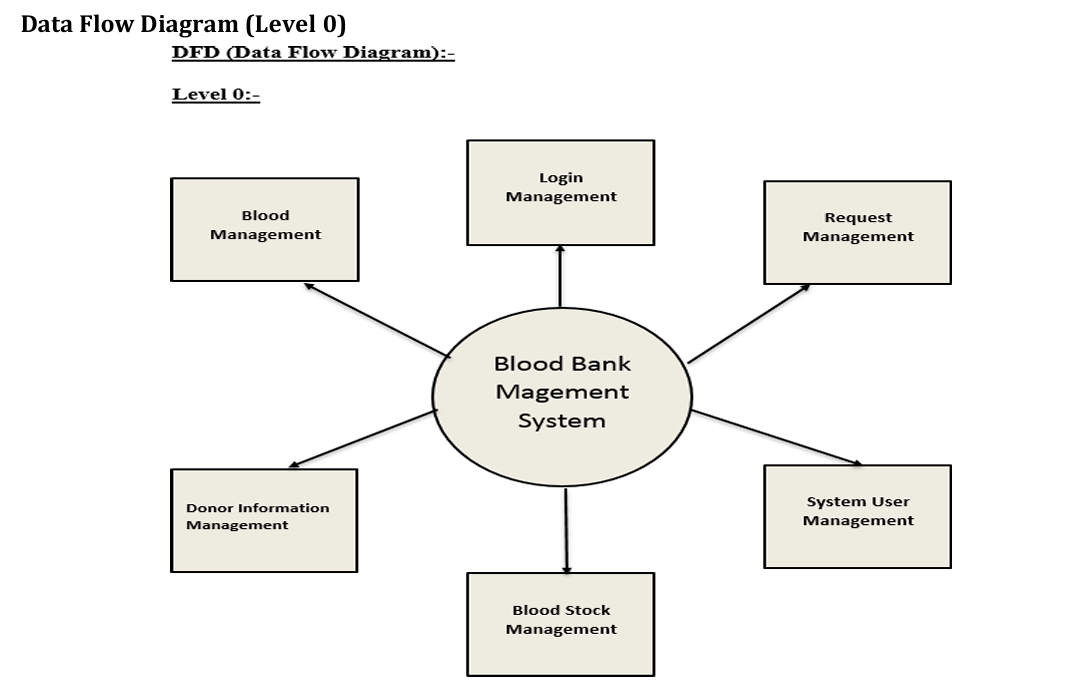 Data Flow Diagram (Level 0)
DFD (Data Flow Diagram):-
Level 0:-
Login
Management
Blood
Management
Request
Management
Blood Bank
Magement
System
Donor Information
Management
System User
Management
Blood Stock
Management